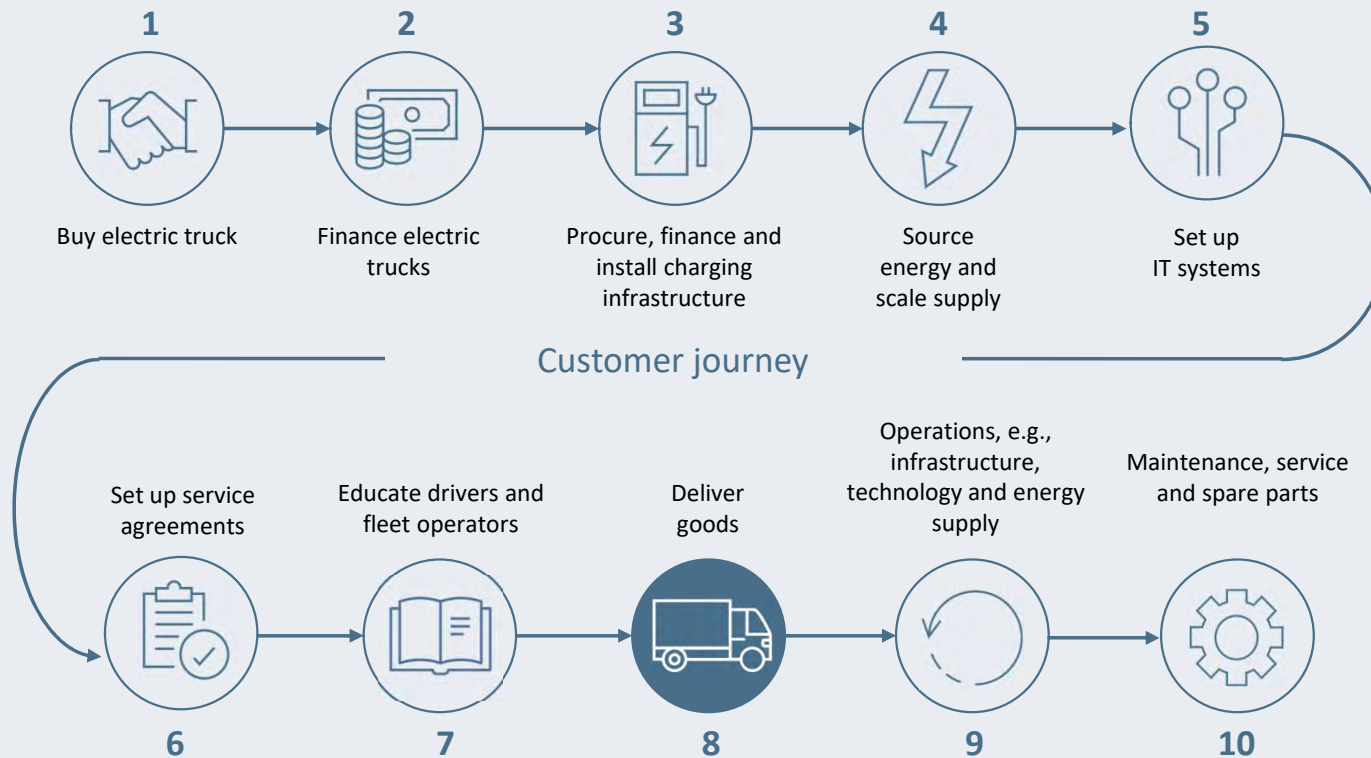 1
2
3
4
5
Buy electric truck
Finance electric
trucks
Procure, finance and
install charging
infrastructure
Source
energy and
scale supply
Set up
IT systems
Customer journey
Set up service
agreements
Educate drivers and
fleet operators
Deliver
goods
Operations, e.g.,
infrastructure,
technology and energy
supply
Maintenance, service
and spare parts
6
7
8
9
10